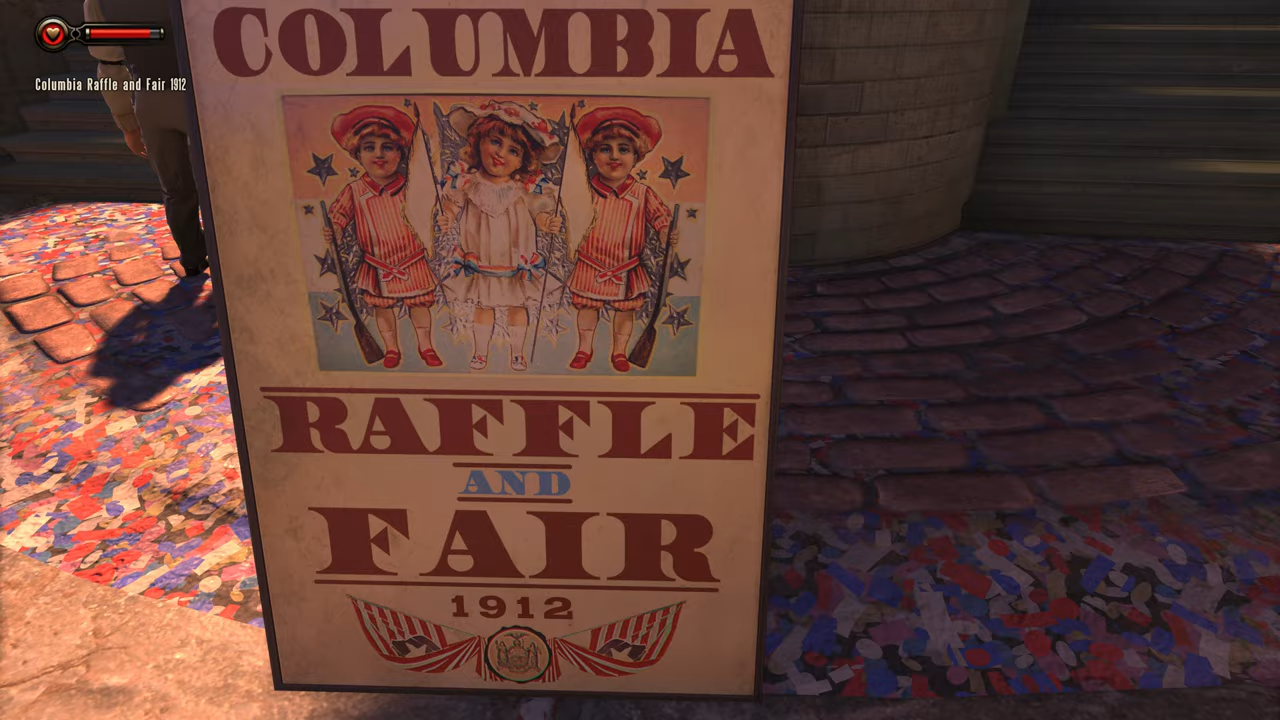 COLUMBIA
Columbia Raffle and Fair 1912
RAFFLE
AND
FAIR
1912